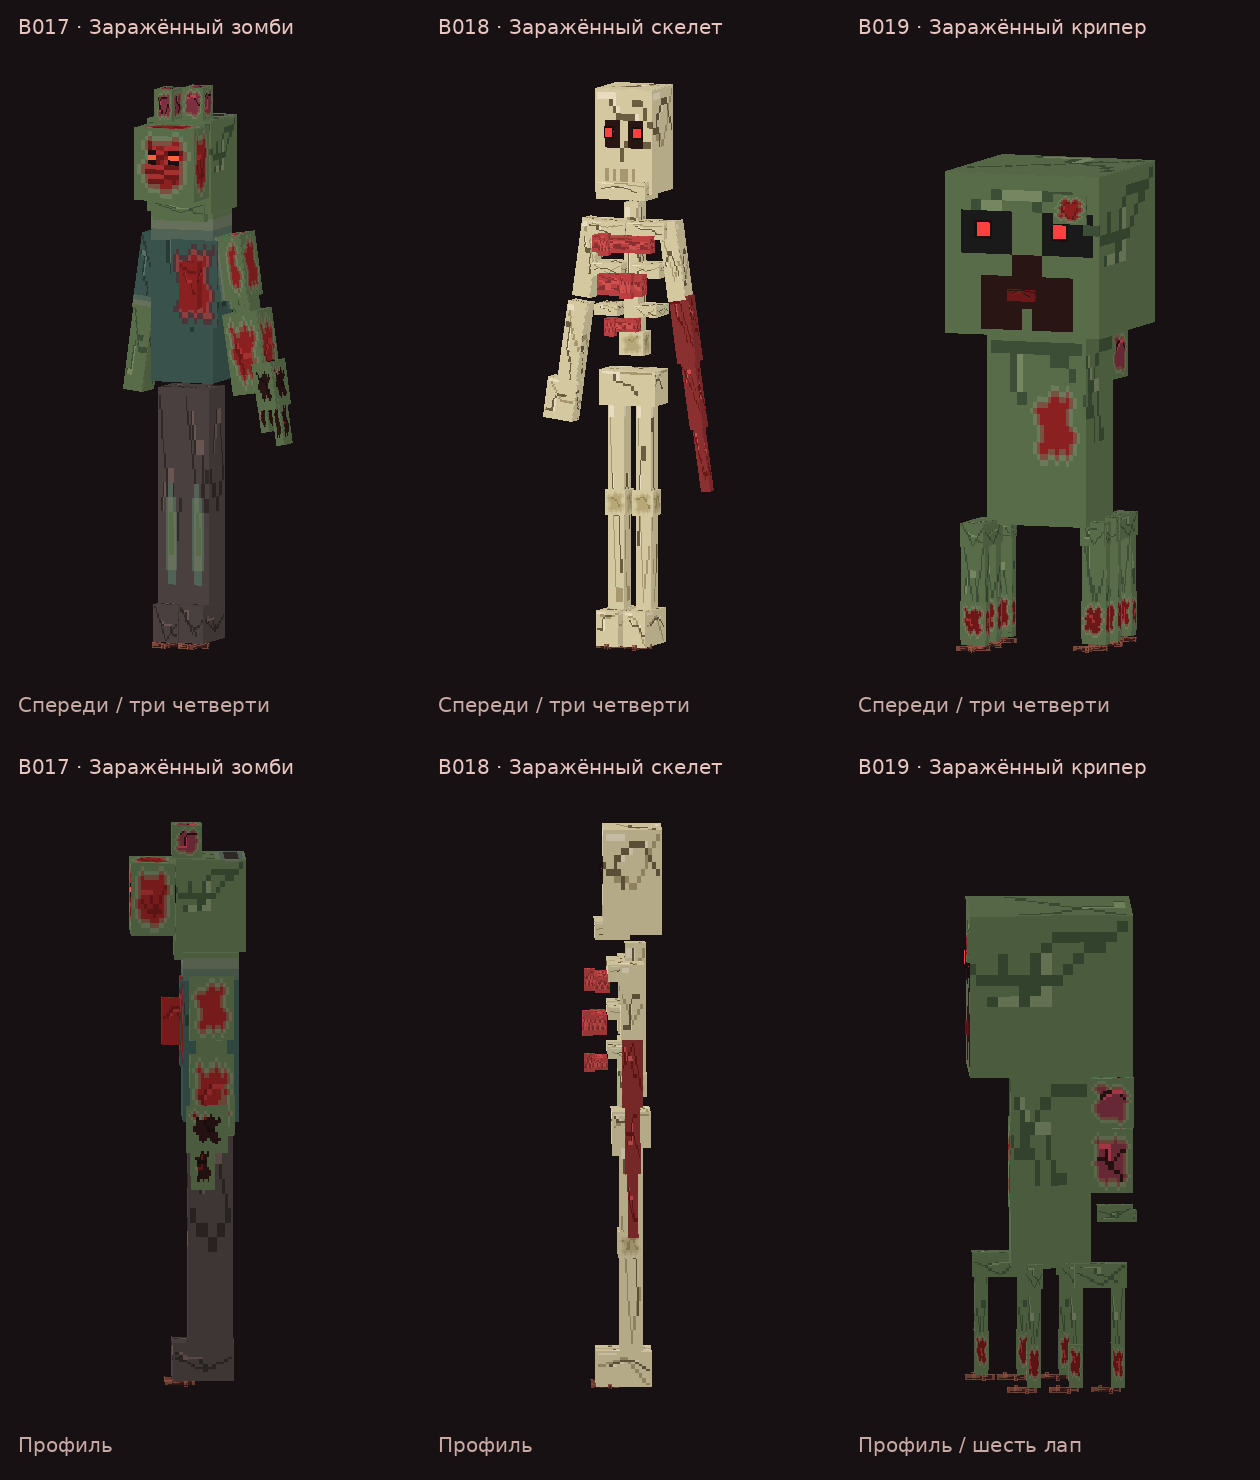 B017 · Заражённый зомби
B018 · Заражённый скелет
B019 · Заражённый крипер
Спереди / три четверти
Спереди / три четверти
Спереди / три четверти
B017 · Заражённый зомби
B018 · Заражённый скелет
B019 · Заражённый крипер
Профиль
Профиль
Профиль / шесть лап